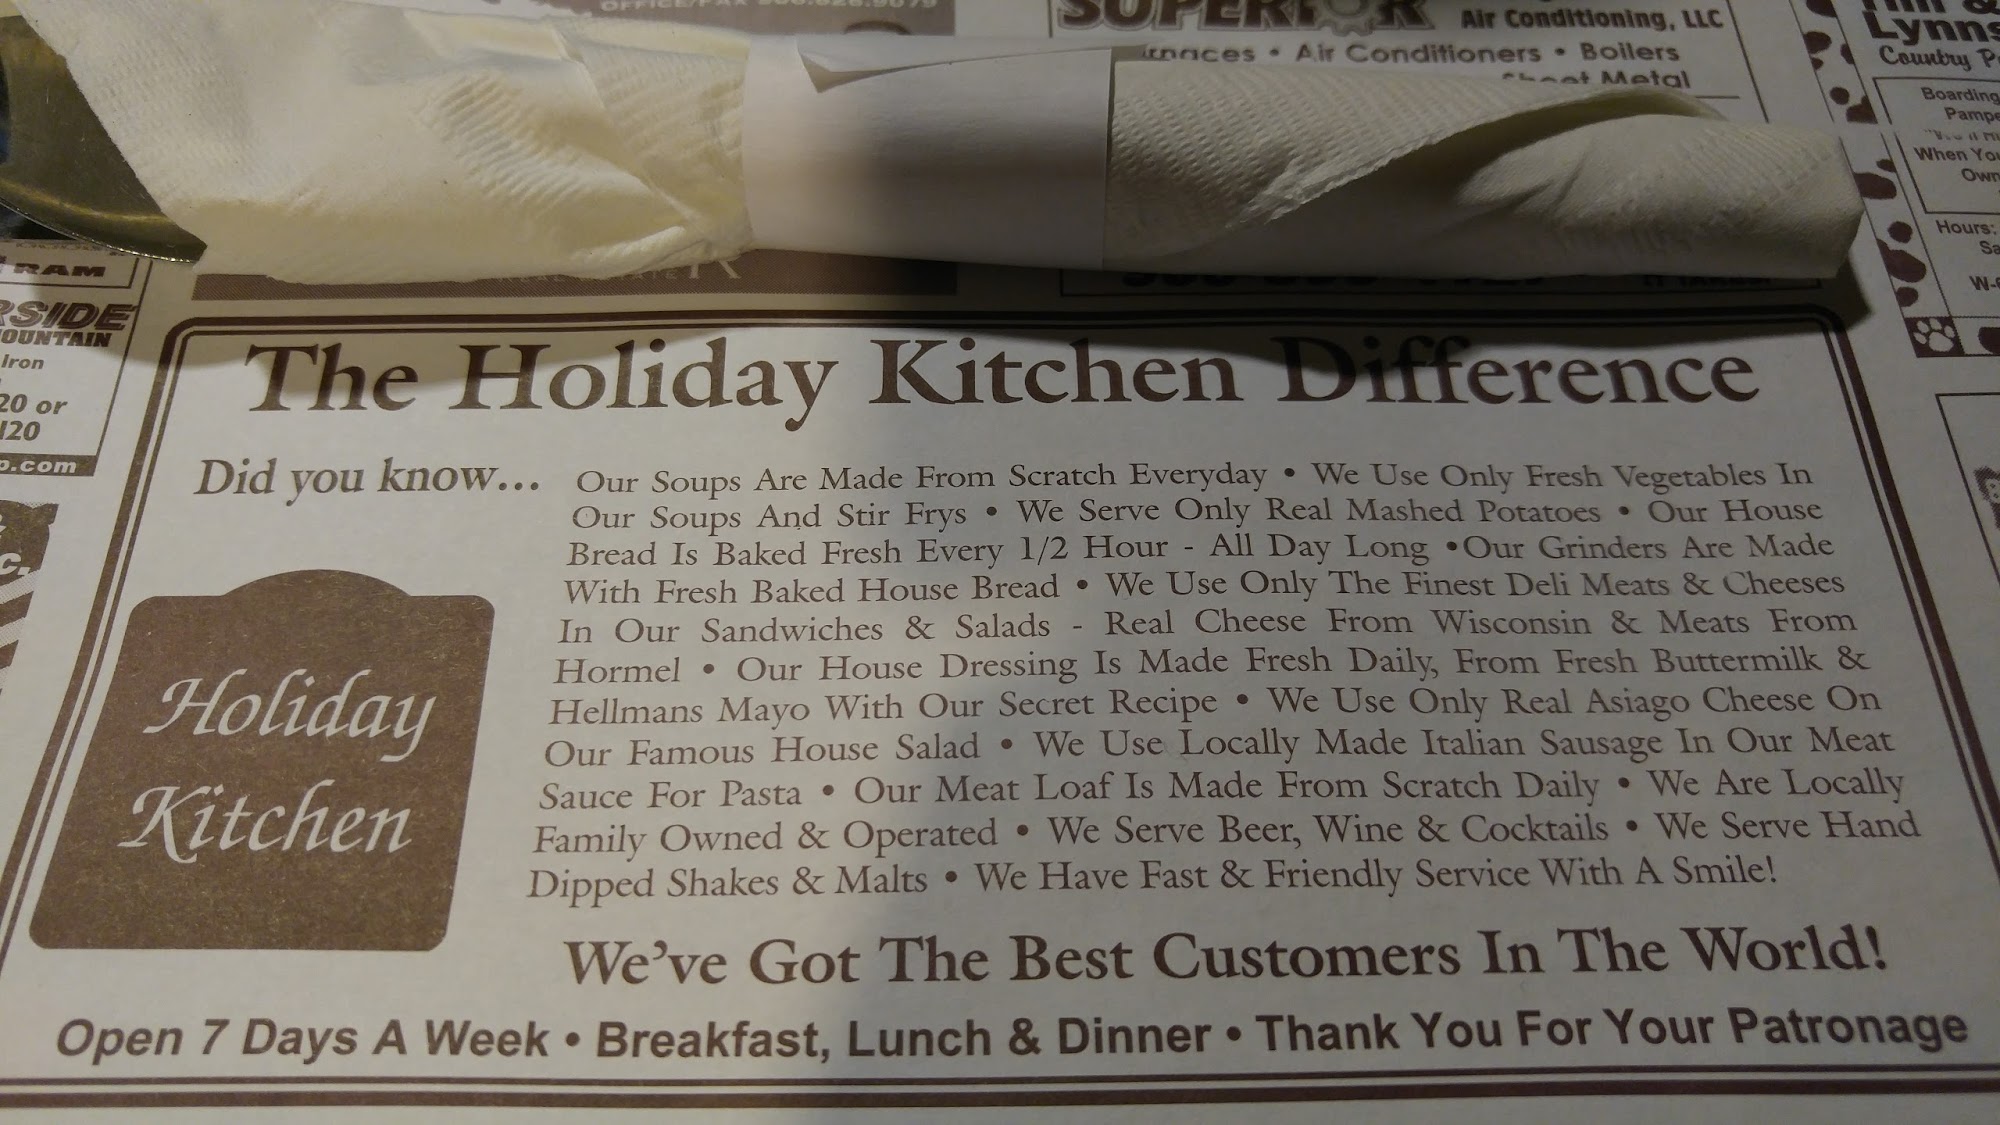 OFFICE/FAX
SUPERIOR Air Conditioning, LLC
Air Conditioners • Boilers
Sheet Metal
Lynns
Country
Boarding
When You
Own
Hours:
RAM
OUNTAIN
Iron
20 or
.com
The Holiday Kitchen Difference
Did you know...
Our Soups Are Made From Scratch Everyday • We Use Only Fresh Vegetables In
Our Soups And Stir Frys • We Serve Only Real Mashed Potatoes • Our House
Bread Is Baked Fresh Every 1/2 Hour - All Day Long •Our Grinders Are Made
With Fresh Baked House Bread • We Use Only The Finest Deli Meats & Cheeses
In Our Sandwiches & Salads - Real Cheese From Wisconsin & Meats From
Hormel • Our House Dressing Is Made Fresh Daily, From Fresh Buttermilk &
Hellmans Mayo With Our Secret Recipe • We Use Only Real Asiago Cheese On
Our Famous House Salad • We Use Locally Made Italian Sausage In Our Meat
Sauce For Pasta • Our Meat Loaf Is Made From Scratch Daily • We Are Locally
Family Owned & Operated • We Serve Beer, Wine & Cocktails • We Serve Hand
Dipped Shakes & Malts • We Have Fast & Friendly Service With A Smile!
Holiday
Kitchen
We've Got The Best Customers In The World!
Open 7 Days A Week • Breakfast, Lunch & Dinner • Thank You For Your Patronage